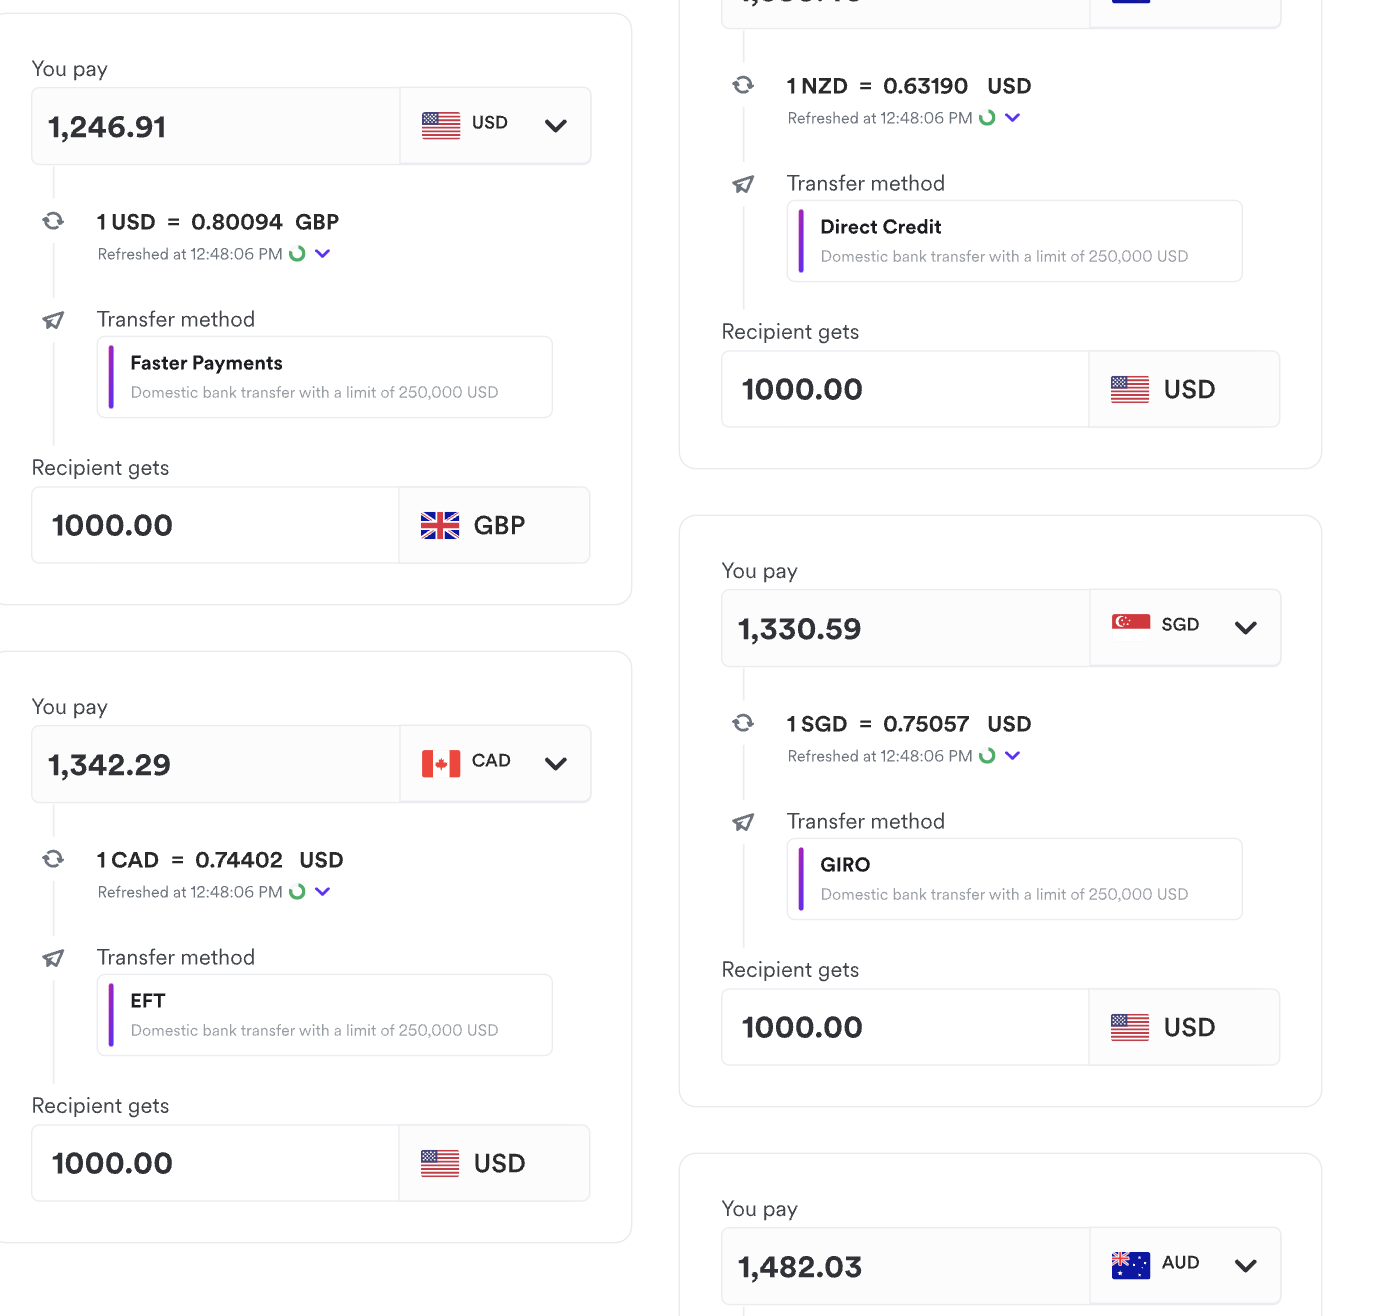 You pay
1,246.91
USD
1 USD = 0.80094 GBP
Refreshed at 12:48:06 PM
Transfer method
Faster Payments
Domestic bank transfer with a limit of 250,000 USD
Recipient gets
1000.00
GBP
You pay
1,342.29
CAD
1 CAD = 0.74402 USD
Refreshed at 12:48:06 PM
Transfer method
EFT
Domestic bank transfer with a limit of 250,000 USD
Recipient gets
1000.00
USD
1 NZD = 0.63190 USD
Refreshed at 12:48:06 PM
Transfer method
Direct Credit
Domestic bank transfer with a limit of 250,000 USD
Recipient gets
1000.00
USD
You pay
1,330.59
SGD
1 SGD = 0.75057 USD
Refreshed at 12:48:06 PM
Transfer method
GIRO
Domestic bank transfer with a limit of 250,000 USD
Recipient gets
1000.00
USD
You pay
1,482.03
AUD